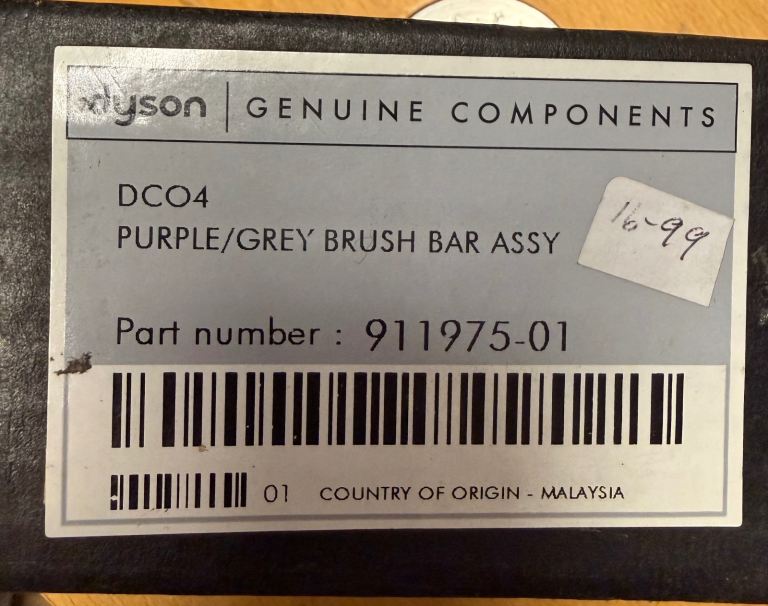 dyson | GENUINE COMPONENTS
DC04
PURPLE/GREY BRUSH BAR ASSY
16-99
Part number : 911975-01
01 COUNTRY OF ORIGIN - MALAYSIA